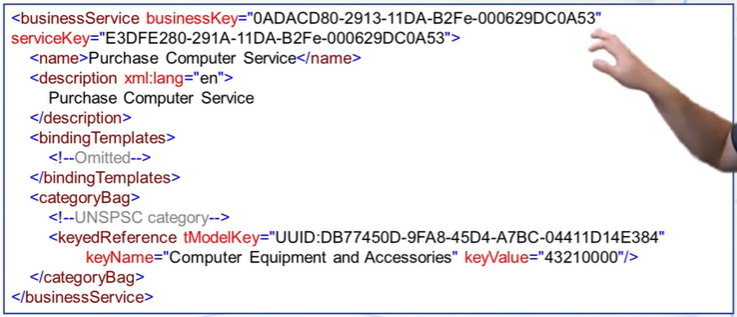 <businessService businessKey="0ADACD80-2913-11DA-B2Fe-000629DC0A53"
serviceKey="E3DFE280-291A-11DA-B2Fe-000629DC0A53">
<name>Purchase Computer Service</name>
<description xml:lang="en">
Purchase Computer Service
</description>
<bindingTemplates>
<!--Omitted-->
</bindingTemplates>
<categoryBag>
<!--UNSPSC category-->
<keyedReference tModelKey="UUID:DB77450D-9FA8-45D4-A7BC-04411D14E384"
keyName="Computer Equipment and Accessories" keyValue="43210000"/>
</categoryBag>
</businessService>